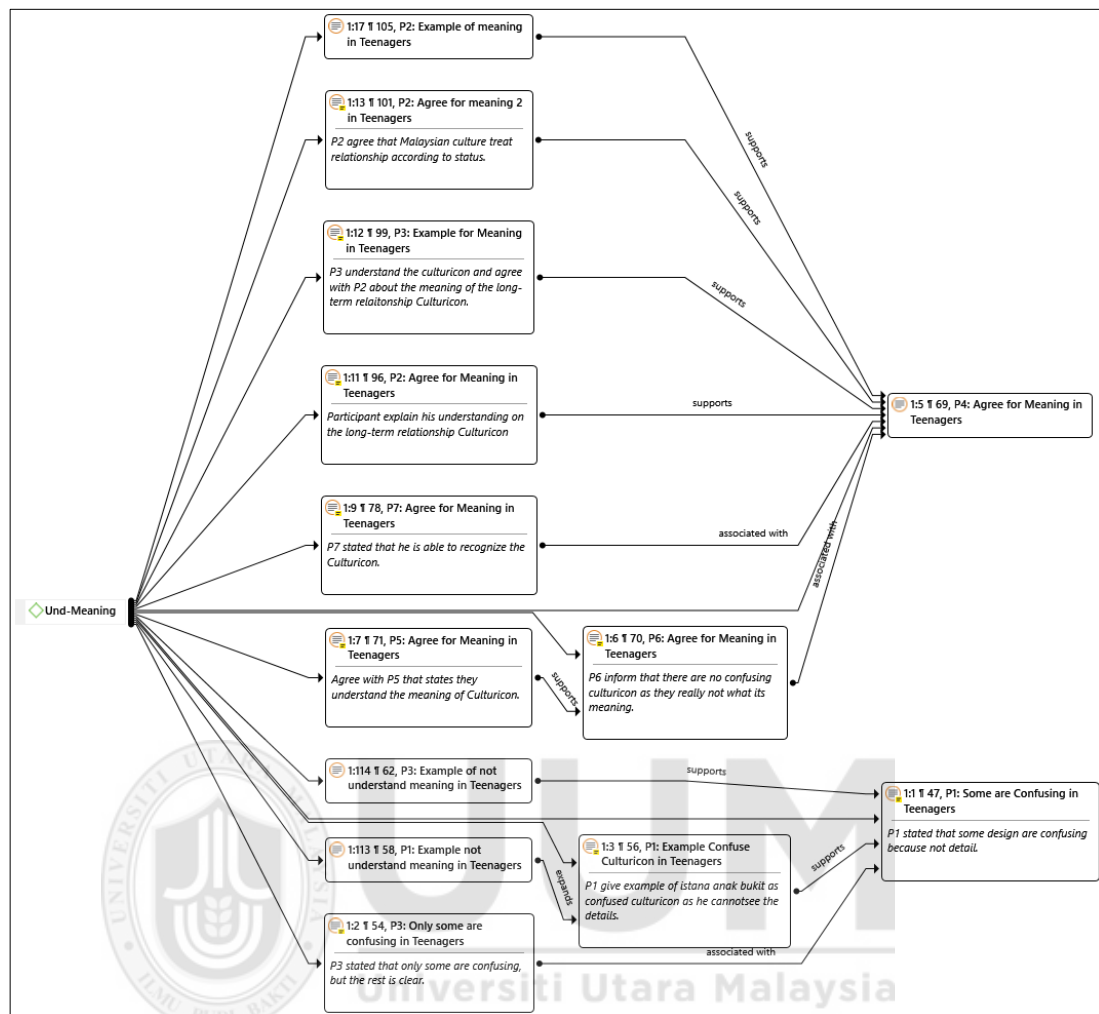 1:17 ¶ 105, P2: Example of meaning
in Teenagers
1:13 ¶ 101, P2: Agree for meaning 2
in Teenagers
P2 agree that Malaysian culture treat
relationship according to status.
supports
supports
1:12 ¶ 99, P3: Example for Meaning
in Teenagers
P3 understand the culturicon and agree
with P2 about the meaning of the long-
term relaitonship Culturicon.
supports
1:11 ¶ 96, P2: Agree for Meaning in
Teenagers
Participant explain his understanding on
the long-term relationship Culturicon
supports
1:5 ¶ 69, P4: Agree for Meaning in
Teenagers
1:9 ¶ 78, P7: Agree for Meaning in
Teenagers
P7 stated that he is able to recognize the
Culturicon.
associated with
associated with
Und-Meaning
1:7 ¶ 71, P5: Agree for Meaning in
Teenagers
Agree with P5 that states they
understand the meaning of Culturicon.
supports
1:6 ¶ 70, P6: Agree for Meaning in
Teenagers
P6 inform that there are no confusing
culturicon as they really not what its
meaning.
1:114 ¶ 62, P3: Example of not
understand meaning in Teenagers
supports
1:1 ¶ 47, P1: Some are Confusing in
Teenagers
P1 stated that some design are confusing
because not detail.
1:113 ¶ 58, P1: Example not
understand meaning in Teenagers
expands
1:3 ¶ 56, P1: Example Confuse
Culturicon in Teenagers
P1 give example of istana anak bukit as
confused culturicon as he cannotsee the
details.
supports
1:2 ¶ 54, P3: Only some are
confusing in Teenagers
P3 stated that only some are confusing,
but the rest is clear.
associated with
UUM
Universiti Utara Malaysia
UNIVERSITI UTARA MALAYSIA
ILMU BUDI BAKTI